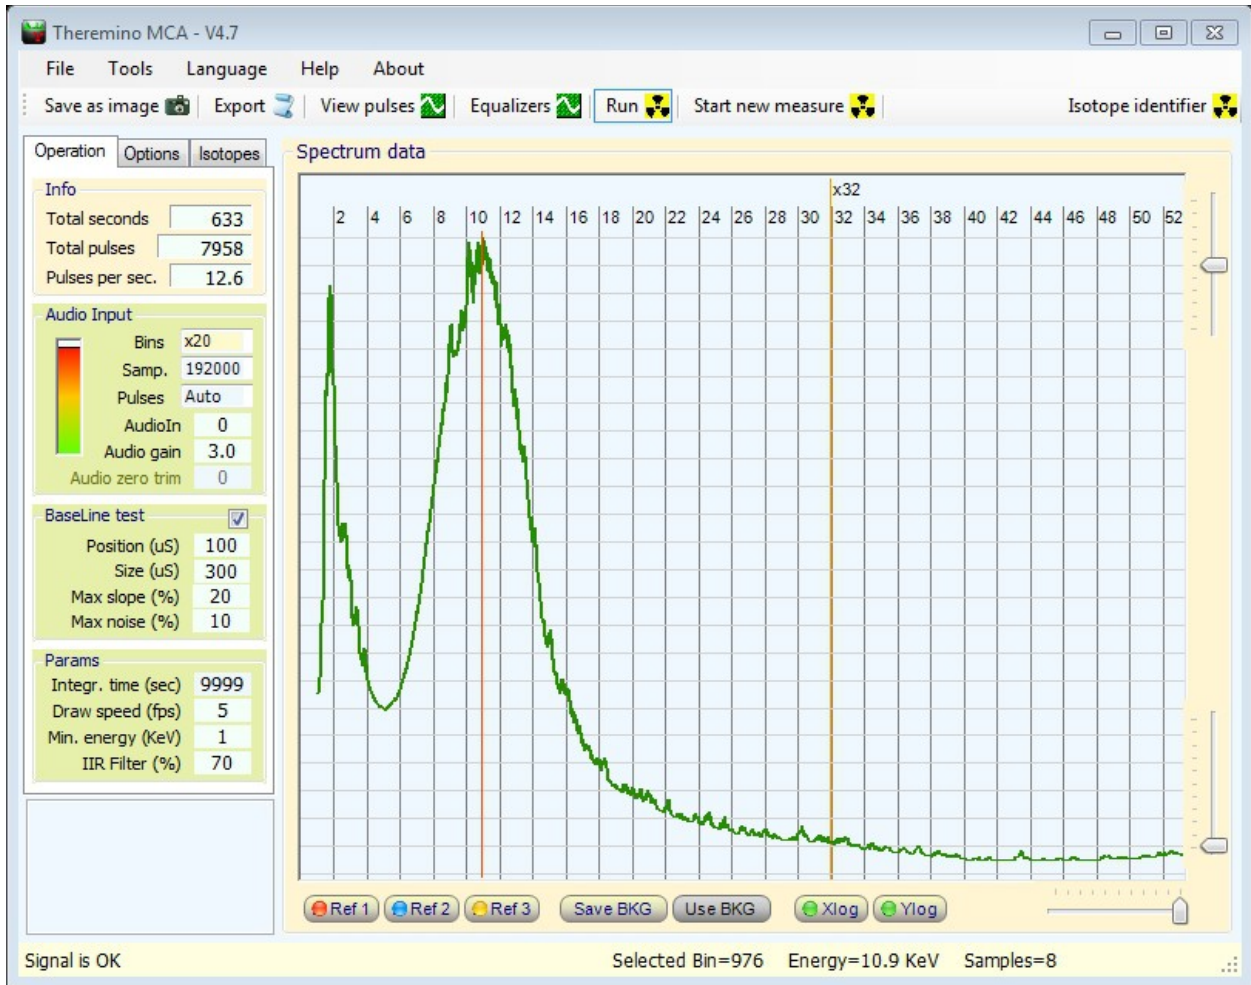 Theremino MCA - V4.7
File Tools Language Help About
Save as image Export View pulses Equalizers Run Start new measure Isotope identifier
Operation Options Isotopes
Info
Total seconds 633
Total pulses 7958
Pulses per sec. 12.6
Audio Input
Bins x20
Samp. 192000
Pulses Auto
AudioIn 0
Audio gain 3.0
Audio zero trim 0
BaseLine test
Position (uS) 100
Size (uS) 300
Max slope (%) 20
Max noise (%) 10
Params
Integr. time (sec) 9999
Draw speed (fps) 5
Min. energy (KeV) 1
IIR Filter (%) 70
Spectrum data
x32
2 4 6 8 10 12 14 16 18 20 22 24 26 28 30 32 34 36 38 40 42 44 46 48 50 52
Ref 1 Ref 2 Ref 3 Save BKG Use BKG Xlog Ylog
Signal is OK Selected Bin=976 Energy=10.9 KeV Samples=8